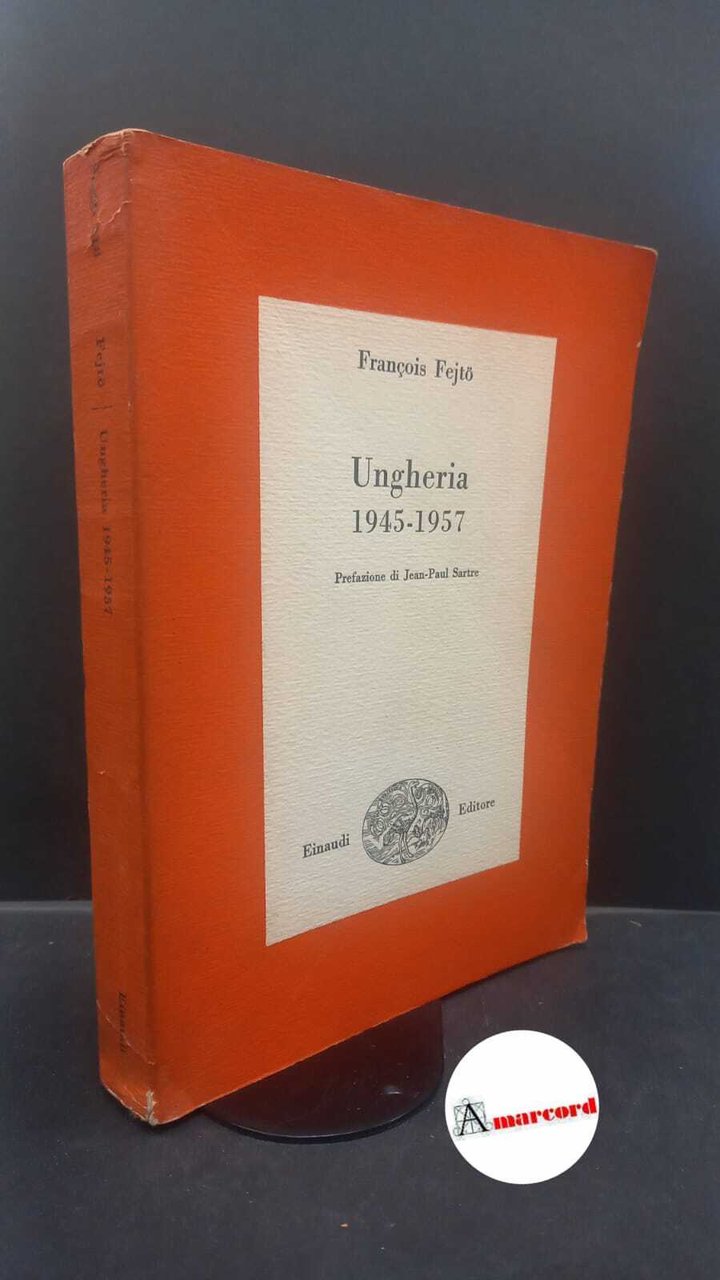 François Fejtö
Ungheria
1945-1957
Prefazione di Jean-Paul Sartre
Einaudi
Editore
Fejtö | Ungheria 1945-1957
Einaudi
Amarcord